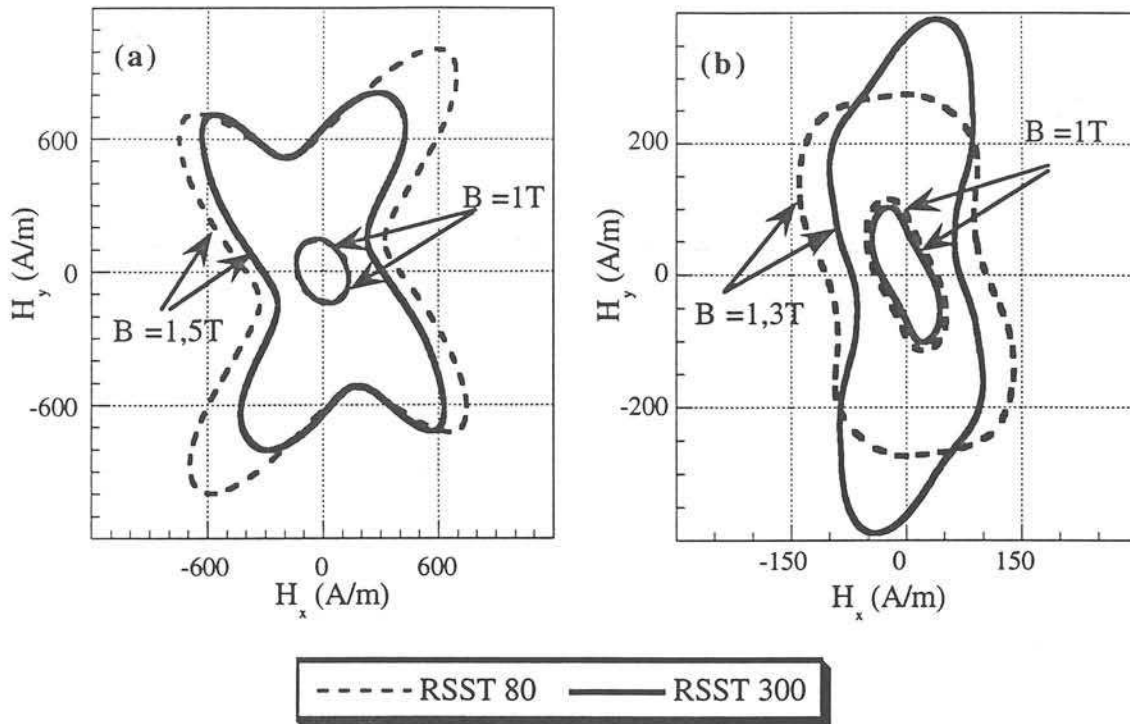 (a)
600
0
-600
H_y (A/m)
B =1T
B =1,5T
-600 0 600
H_x (A/m)
(b)
200
0
-200
H_y (A/m)
B =1T
B =1,3T
-150 0 150
H_x (A/m)
RSST 80 RSST 300